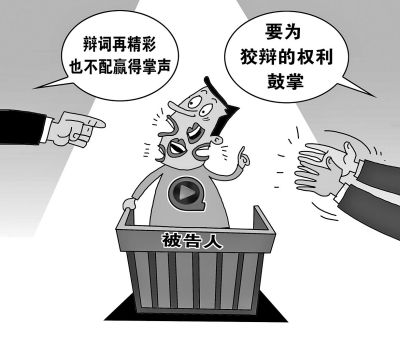 辩词再精彩
也不配赢得掌声
要为
狡辩的权利
鼓掌
被告人